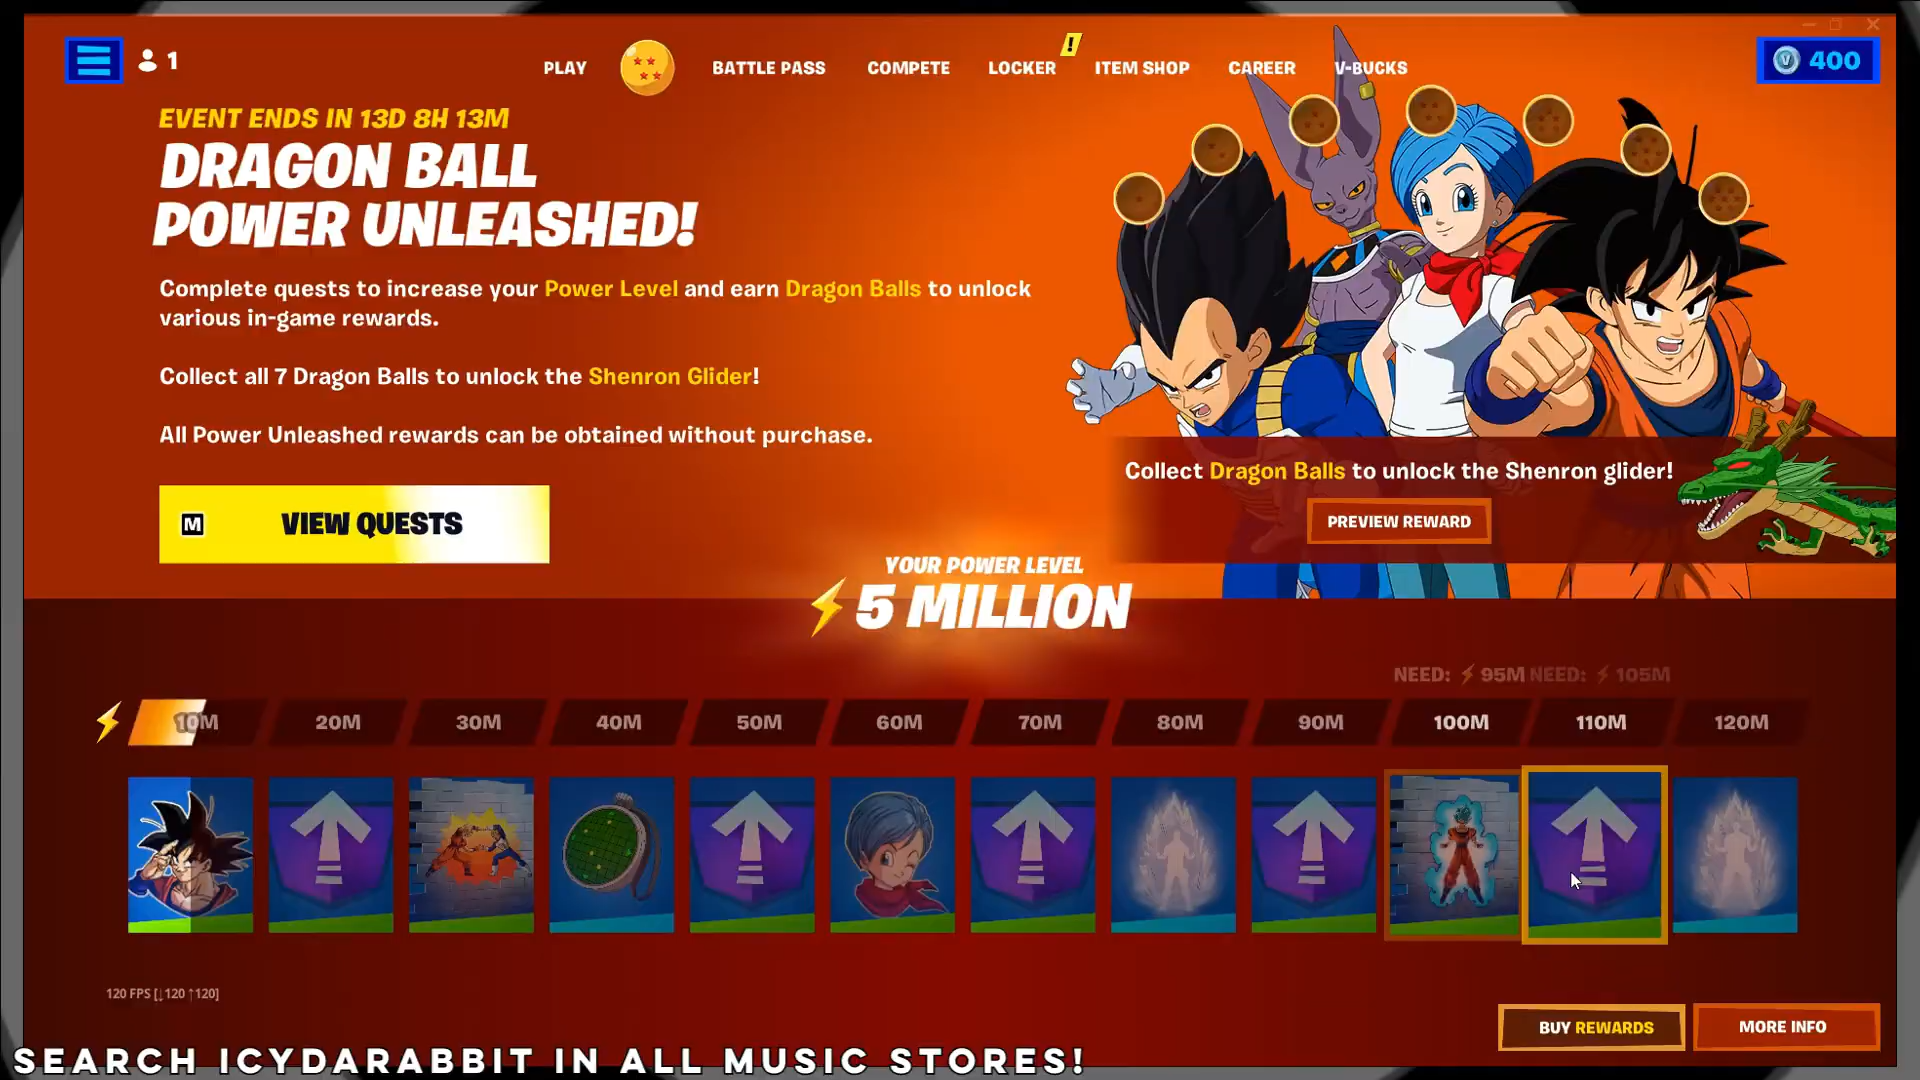 1
PLAY
BATTLE PASS
COMPETE
LOCKER
!
ITEM SHOP
CAREER
V-BUCKS
V 400
EVENT ENDS IN 13D 8H 13M
DRAGON BALL
POWER UNLEASHED!
Complete quests to increase your Power Level and earn Dragon Balls to unlock
various in-game rewards.
Collect all 7 Dragon Balls to unlock the Shenron Glider!
All Power Unleashed rewards can be obtained without purchase.
M VIEW QUESTS
Collect Dragon Balls to unlock the Shenron glider!
PREVIEW REWARD
YOUR POWER LEVEL
5 MILLION
NEED: 95M NEED: 105M
10M 20M 30M 40M 50M 60M 70M 80M 90M 100M 110M 120M
120 FPS [↓120 ↑120]
BUY REWARDS
MORE INFO
SEARCH ICYDARABBIT IN ALL MUSIC STORES!